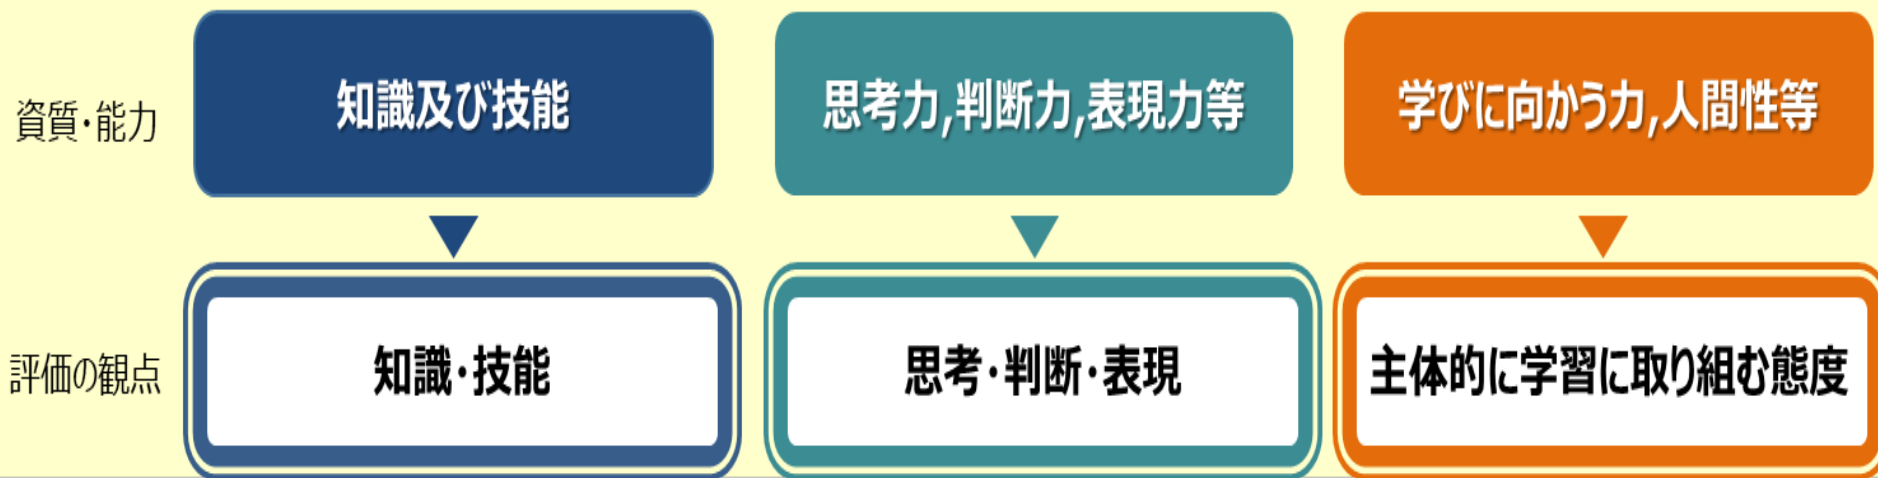 資質・能力
知識及び技能
思考力,判断力,表現力等
学びに向かう力,人間性等
評価の観点
知識・技能
思考・判断・表現
主体的に学習に取り組む態度